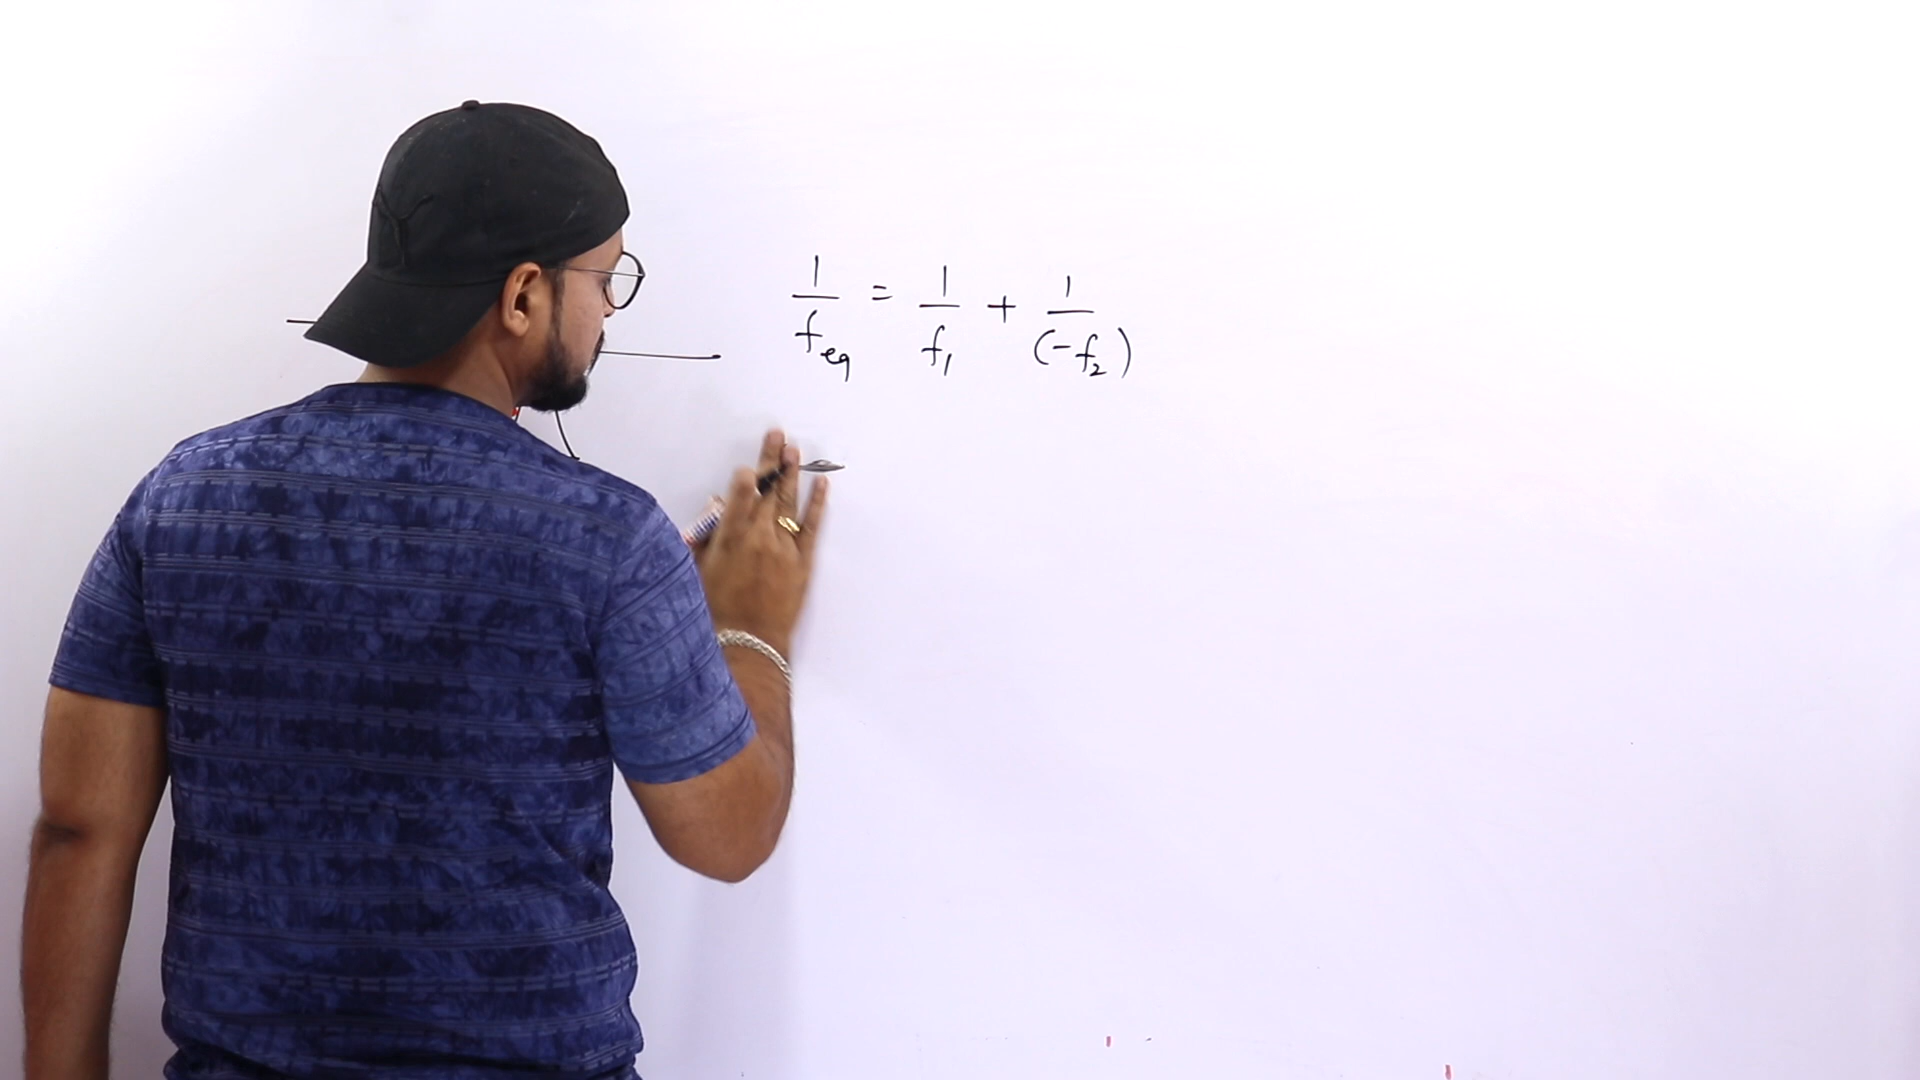 1/f_eq = 1/f_1 + 1/(-f_2)